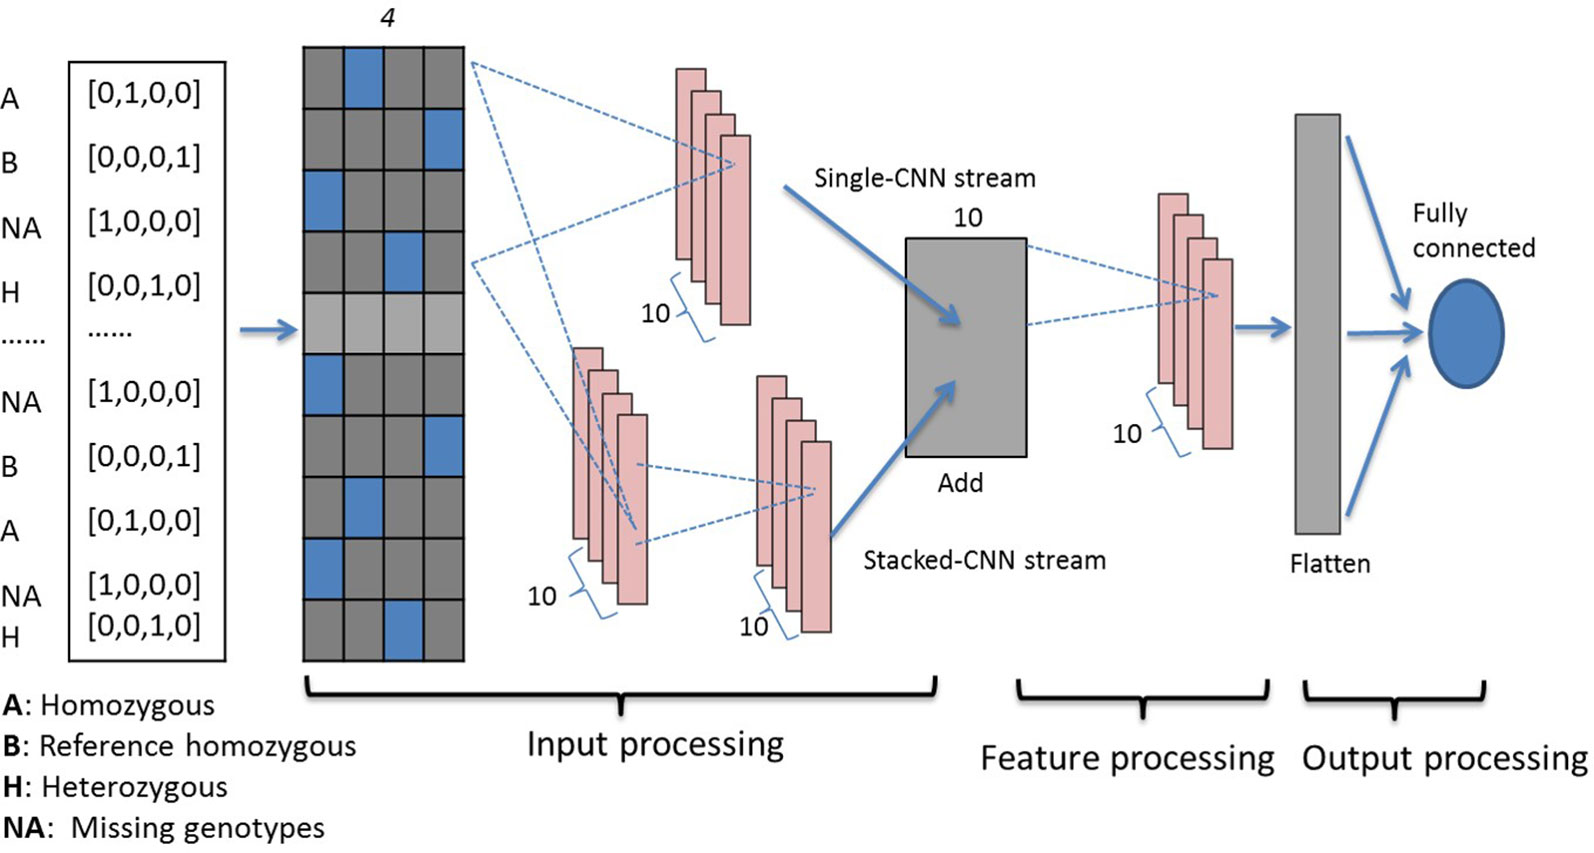 4
A [0,1,0,0]
B [0,0,0,1]
NA [1,0,0,0]
H [0,0,1,0]
...... ......
NA [1,0,0,0]
B [0,0,0,1]
A [0,1,0,0]
NA [1,0,0,0]
H [0,0,1,0]
10
10
10
Single-CNN stream
10
Add
Stacked-CNN stream
10
Flatten
Fully
connected
Input processing
Feature processing
Output processing
A: Homozygous
B: Reference homozygous
H: Heterozygous
NA: Missing genotypes